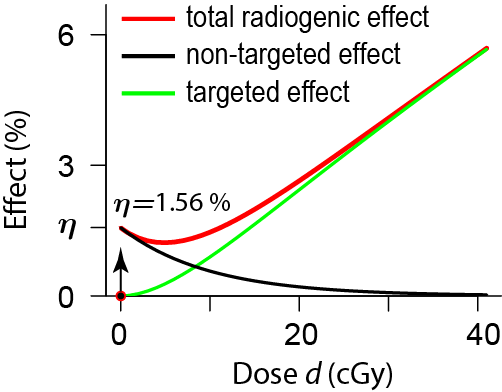 total radiogenic effect
non-targeted effect
targeted effect
Effect (%)
6
3
η
0
η=1.56 %
0
20
40
Dose d (cGy)